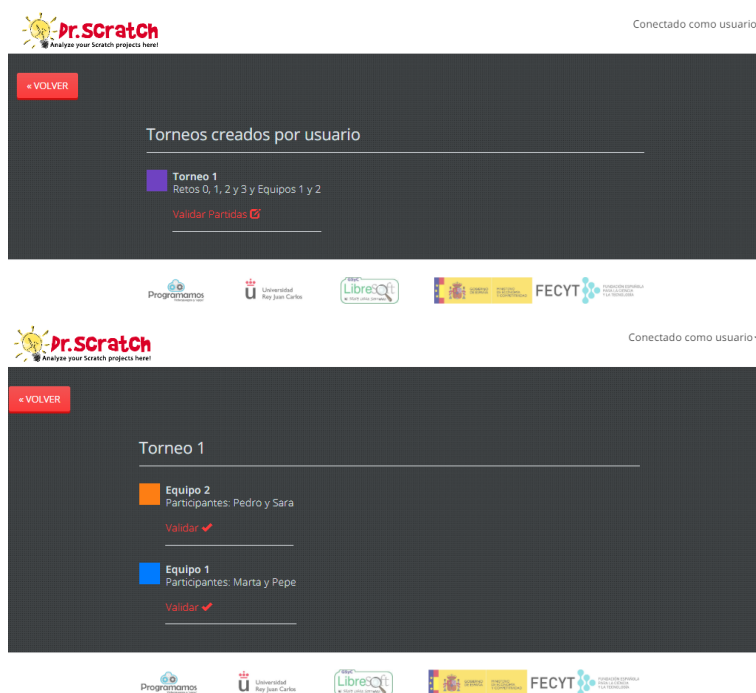 Dr.Scratch
Analyze your Scratch projects here!
Conectado como usuario
« VOLVER
Torneos creados por usuario
Torneo 1
Retos 0, 1, 2 y 3 y Equipos 1 y 2
Validar Partidas
Programamos
Universidad
Rey Juan Carlos
LibreSoft
FECYT
Dr.Scratch
Analyze your Scratch projects here!
Conectado como usuario
« VOLVER
Torneo 1
Equipo 2
Participantes: Pedro y Sara
Validar
Equipo 1
Participantes: Marta y Pepe
Validar
Programamos
Universidad
Rey Juan Carlos
LibreSoft
FECYT